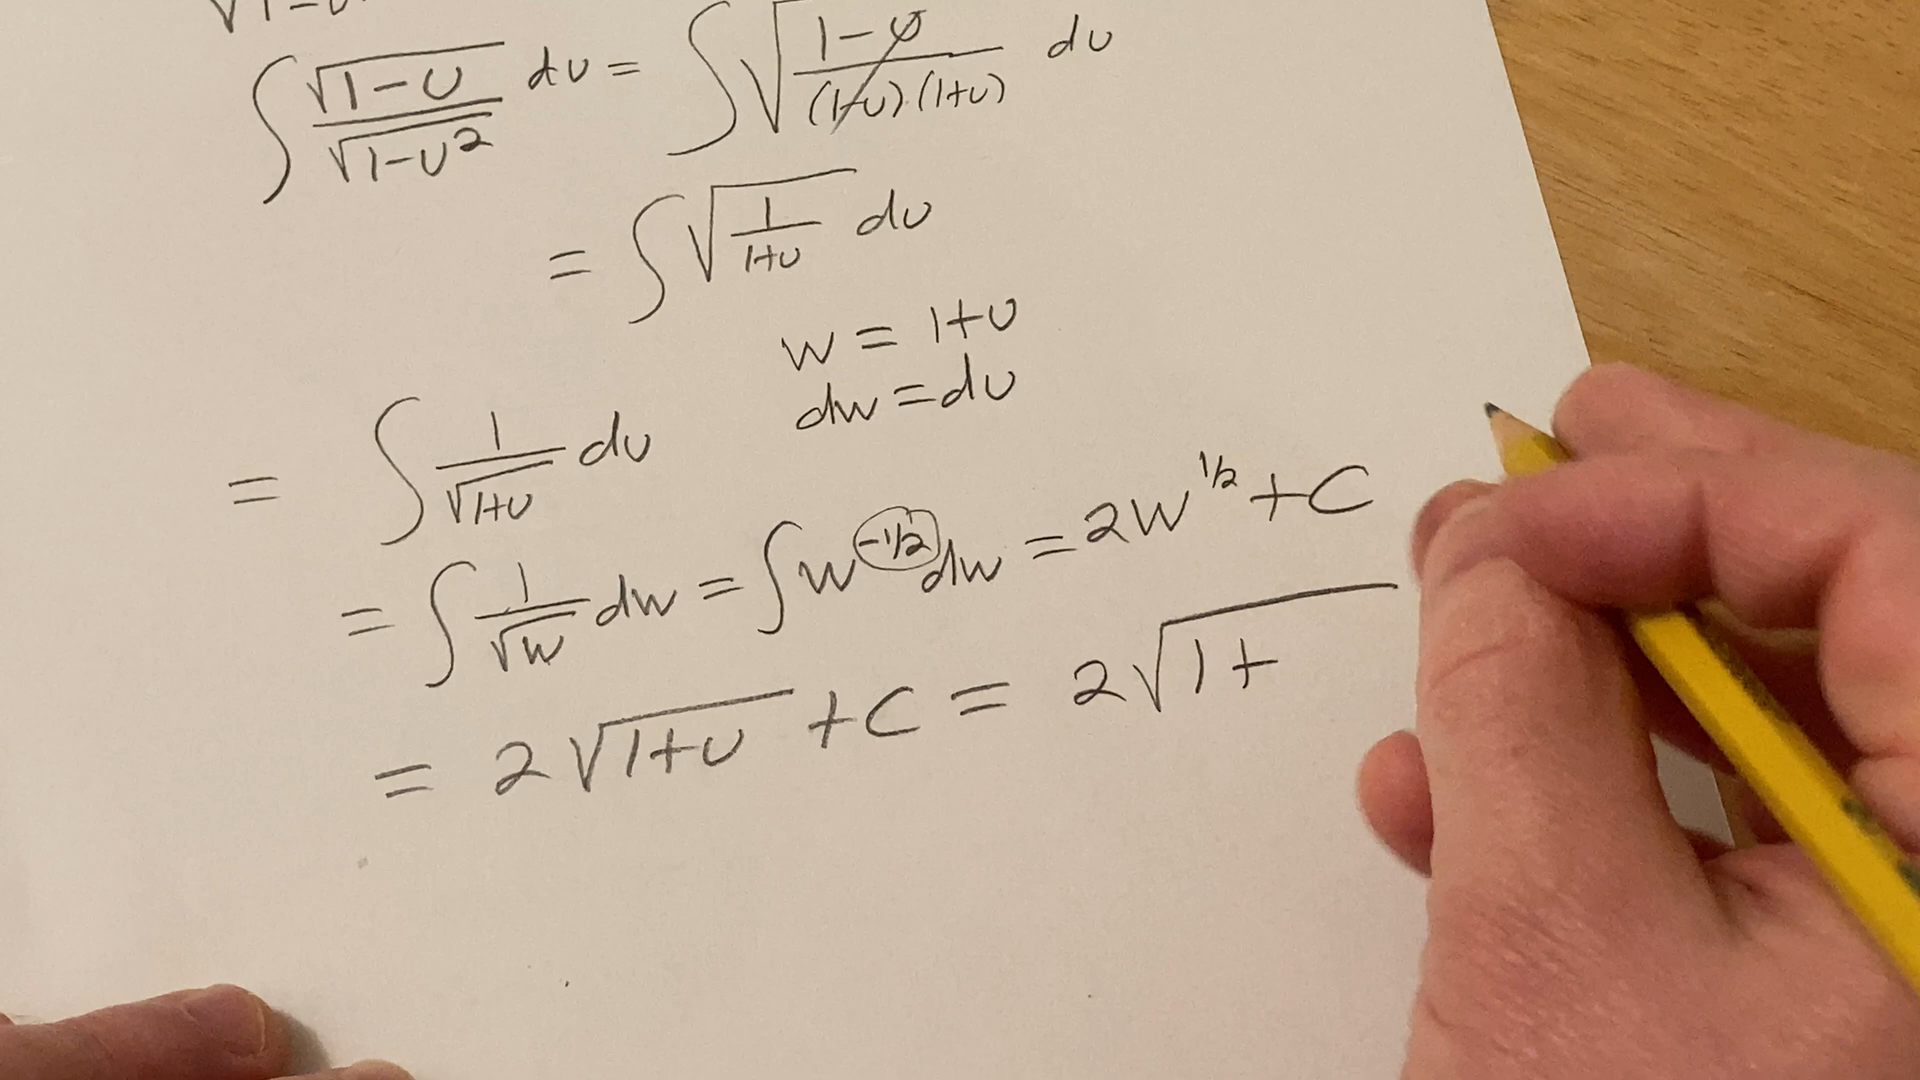 ∫ √(1-u) / √(1-u²) du = ∫ √( (1-u) / ((1-u)·(1+u)) ) du
= ∫ √( 1 / (1+u) ) du
w = 1+u
dw = du
= ∫ 1 / √(1+u) du
= ∫ 1 / √w dw = ∫ w^(-1/2) dw = 2w^(1/2) + C
= 2√(1+u) + C = 2√(1+